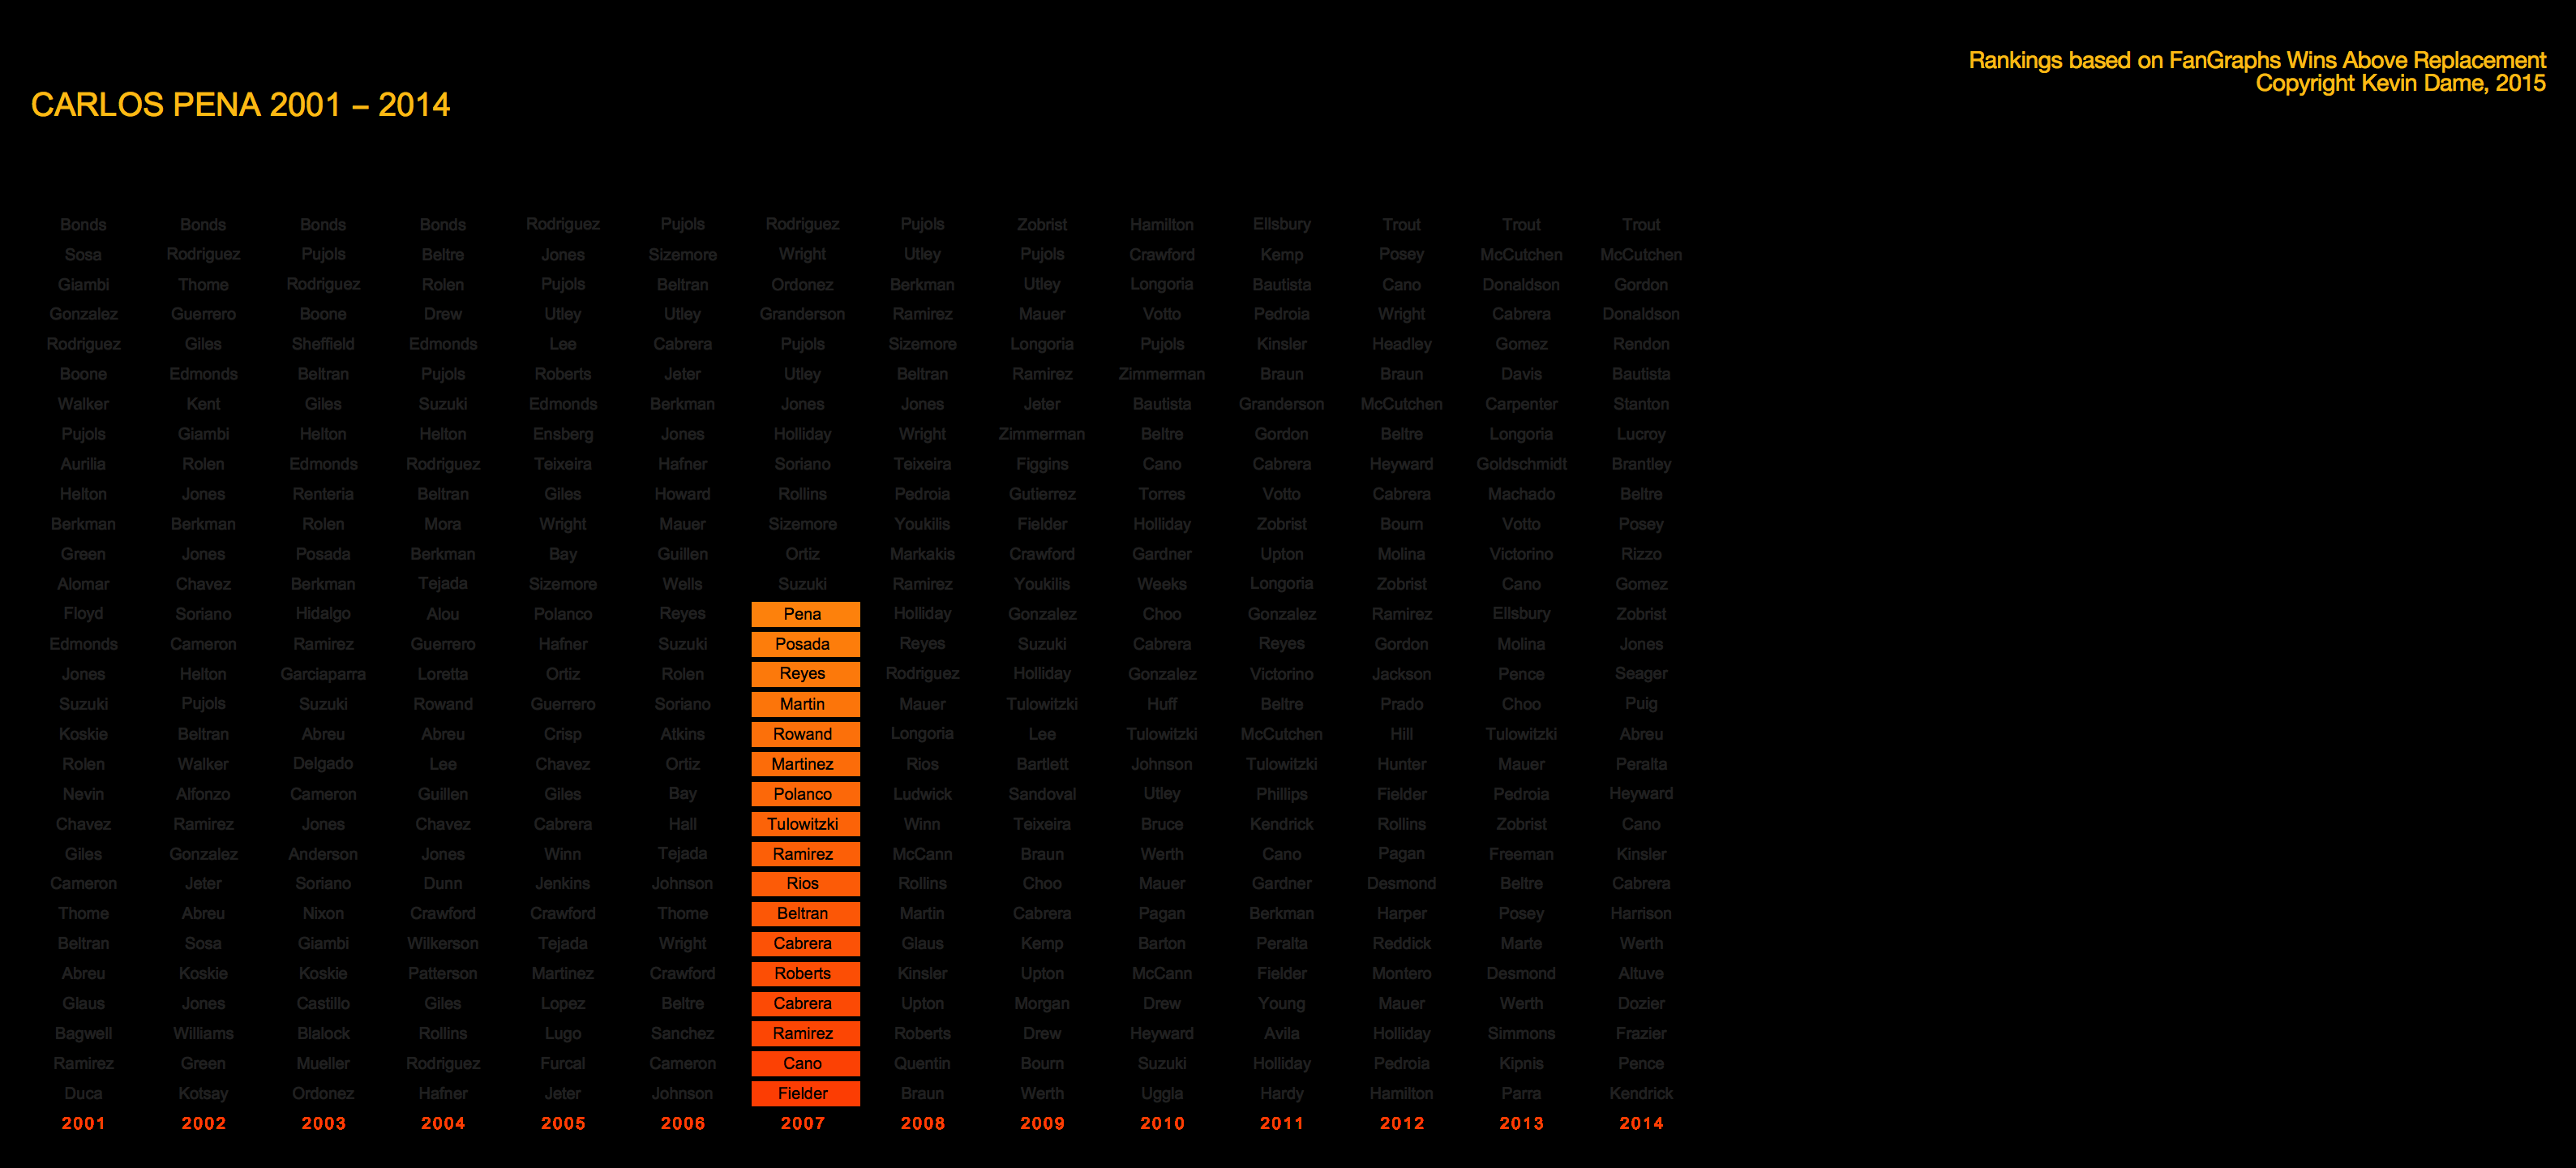 Rankings based on FanGraphs Wins Above Replacement
Copyright Kevin Dame, 2015
CARLOS PENA 2001 – 2014
Bonds Bonds Bonds Bonds Rodriguez Pujols Rodriguez Pujols Zobrist Hamilton Ellsbury Trout Trout Trout
Sosa Rodriguez Pujols Beltre Jones Sizemore Wright Utley Pujols Crawford Kemp Posey McCutchen McCutchen
Giambi Thome Rodriguez Rolen Pujols Beltran Ordonez Berkman Utley Longoria Bautista Cano Donaldson Gordon
Gonzalez Guerrero Boone Drew Utley Utley Granderson Ramirez Mauer Votto Pedroia Wright Cabrera Donaldson
Rodriguez Giles Sheffield Edmonds Lee Cabrera Pujols Sizemore Longoria Pujols Kinsler Headley Gomez Rendon
Boone Edmonds Beltran Pujols Roberts Jeter Utley Beltran Ramirez Zimmerman Braun Braun Davis Bautista
Walker Kent Giles Suzuki Edmonds Berkman Jones Jones Jeter Bautista Granderson McCutchen Carpenter Stanton
Pujols Giambi Helton Helton Ensberg Jones Holliday Wright Zimmerman Beltre Gordon Beltre Longoria Lucroy
Aurilia Rolen Edmonds Rodriguez Teixeira Hafner Soriano Teixeira Figgins Cano Cabrera Heyward Goldschmidt Brantley
Helton Jones Renteria Beltran Giles Howard Rollins Pedroia Gutierrez Torres Votto Cabrera Machado Beltre
Berkman Berkman Rolen Mora Wright Mauer Sizemore Youkilis Fielder Holliday Zobrist Bourn Votto Posey
Green Jones Posada Berkman Bay Guillen Ortiz Markakis Crawford Gardner Upton Molina Victorino Rizzo
Alomar Chavez Berkman Tejada Sizemore Wells Suzuki Ramirez Youkilis Weeks Longoria Zobrist Cano Gomez
Floyd Soriano Hidalgo Alou Polanco Reyes Pena Holliday Gonzalez Choo Gonzalez Ramirez Ellsbury Zobrist
Edmonds Cameron Ramirez Guerrero Hafner Suzuki Posada Reyes Suzuki Cabrera Reyes Gordon Molina Jones
Jones Helton Garciaparra Loretta Ortiz Rolen Reyes Rodriguez Holliday Gonzalez Victorino Jackson Pence Seager
Suzuki Pujols Suzuki Rowand Guerrero Soriano Martin Mauer Tulowitzki Huff Beltre Prado Choo Puig
Koskie Beltran Abreu Abreu Crisp Atkins Rowand Longoria Lee Tulowitzki McCutchen Hill Tulowitzki Abreu
Rolen Walker Delgado Lee Chavez Ortiz Martinez Rios Bartlett Johnson Tulowitzki Hunter Mauer Peralta
Nevin Alfonzo Cameron Guillen Giles Bay Polanco Ludwick Sandoval Utley Phillips Fielder Pedroia Heyward
Chavez Ramirez Jones Chavez Cabrera Hall Tulowitzki Winn Teixeira Bruce Kendrick Rollins Zobrist Cano
Giles Gonzalez Anderson Jones Winn Tejada Ramirez McCann Braun Werth Cano Pagan Freeman Kinsler
Cameron Jeter Soriano Dunn Jenkins Johnson Rios Rollins Choo Mauer Gardner Desmond Beltre Cabrera
Thome Abreu Nixon Crawford Crawford Thome Beltran Martin Cabrera Pagan Berkman Harper Posey Harrison
Beltran Sosa Giambi Wilkerson Tejada Wright Cabrera Glaus Kemp Barton Peralta Reddick Marte Werth
Abreu Koskie Koskie Patterson Martinez Crawford Roberts Kinsler Upton McCann Fielder Montero Desmond Altuve
Glaus Jones Castillo Giles Lopez Beltre Cabrera Upton Morgan Drew Young Mauer Werth Dozier
Bagwell Williams Blalock Rollins Lugo Sanchez Ramirez Roberts Drew Heyward Avila Holliday Simmons Frazier
Ramirez Green Mueller Rodriguez Furcal Cameron Cano Quentin Bourn Suzuki Holliday Pedroia Kipnis Pence
Duca Kotsay Ordonez Hafner Jeter Johnson Fielder Braun Werth Uggla Hardy Hamilton Parra Kendrick
2001 2002 2003 2004 2005 2006 2007 2008 2009 2010 2011 2012 2013 2014